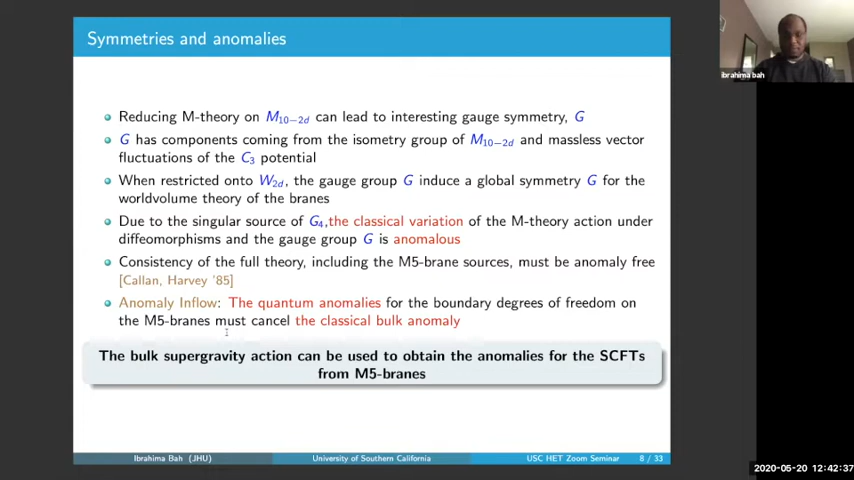 Symmetries and anomalies
Reducing M-theory on M10−2d can lead to interesting gauge symmetry, G
G has components coming from the isometry group of M10−2d and massless vector
fluctuations of the C3 potential
When restricted onto W2d, the gauge group G induce a global symmetry G for the
worldvolume theory of the branes
Due to the singular source of G4,the classical variation of the M-theory action under
diffeomorphisms and the gauge group G is anomalous
Consistency of the full theory, including the M5-brane sources, must be anomaly free
[Callan, Harvey '85]
Anomaly Inflow: The quantum anomalies for the boundary degrees of freedom on
the M5-branes must cancel the classical bulk anomaly
The bulk supergravity action can be used to obtain the anomalies for the SCFTs
from M5-branes
Ibrahima Bah (JHU) University of Southern California USC HET Zoom Seminar 8 / 33
ibrahima bah
2020-05-20 12:42:37